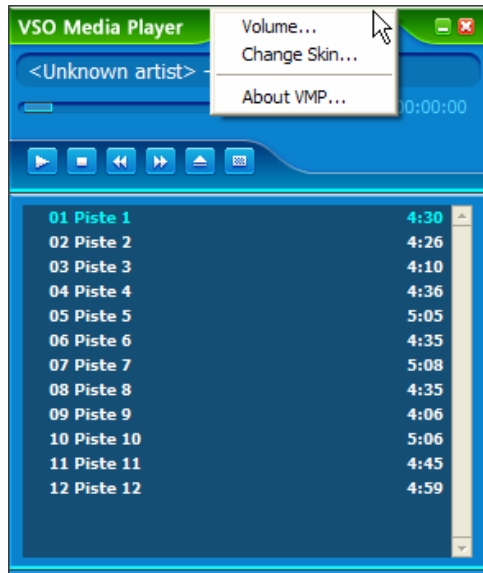 VSO Media Player
Volume...
Change Skin...
About VMP...
<Unknown artist> -
00:00:00
01 Piste 1 4:30
02 Piste 2 4:26
03 Piste 3 4:10
04 Piste 4 4:36
05 Piste 5 5:05
06 Piste 6 4:35
07 Piste 7 5:08
08 Piste 8 4:35
09 Piste 9 4:06
10 Piste 10 5:06
11 Piste 11 4:45
12 Piste 12 4:59